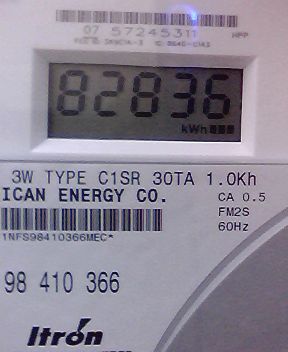 07 57245311
HPP
82836
kWh
3W TYPE C1SR 30TA 1.0Kh
ICAN ENERGY CO.
CA 0.5
FM2S
60Hz
1NFS98410366MEC*
98 410 366
Itron